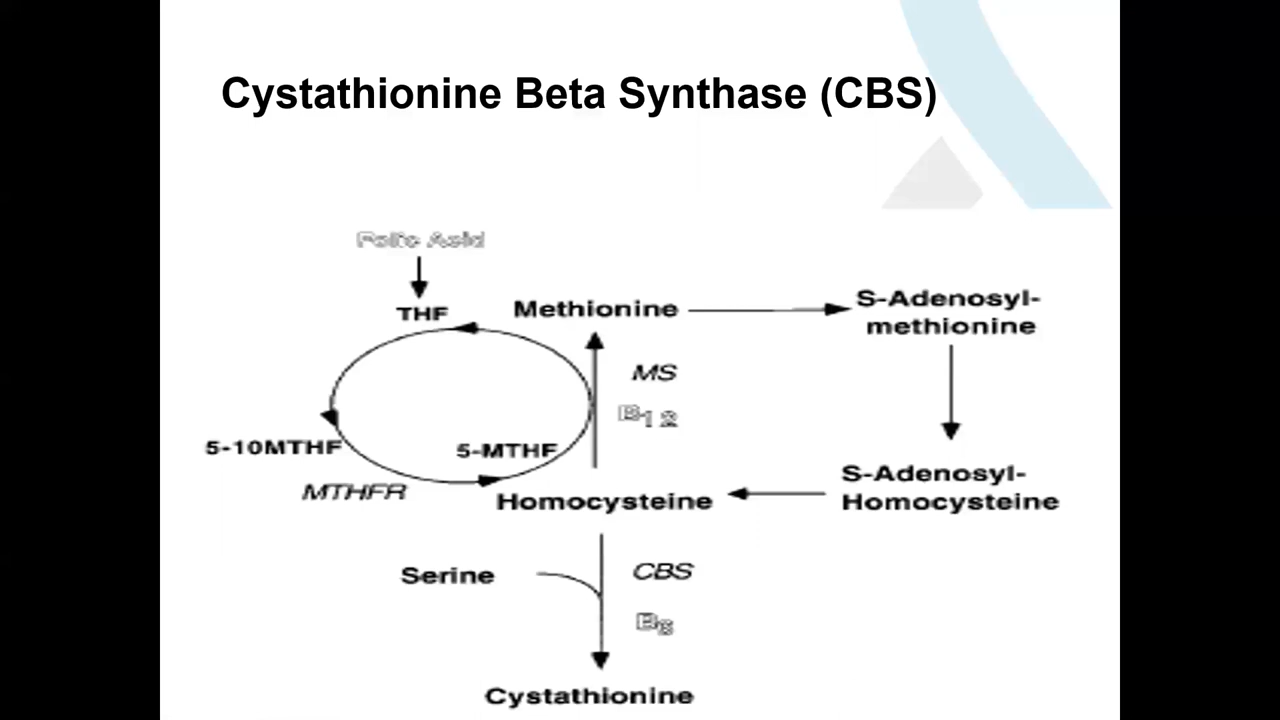 Cystathionine Beta Synthase (CBS)
Folic Acid
THF
Methionine
S-Adenosyl-
methionine
MS
B12
5-10MTHF
5-MTHF
MTHFR
Homocysteine
S-Adenosyl-
Homocysteine
Serine
CBS
B6
Cystathionine